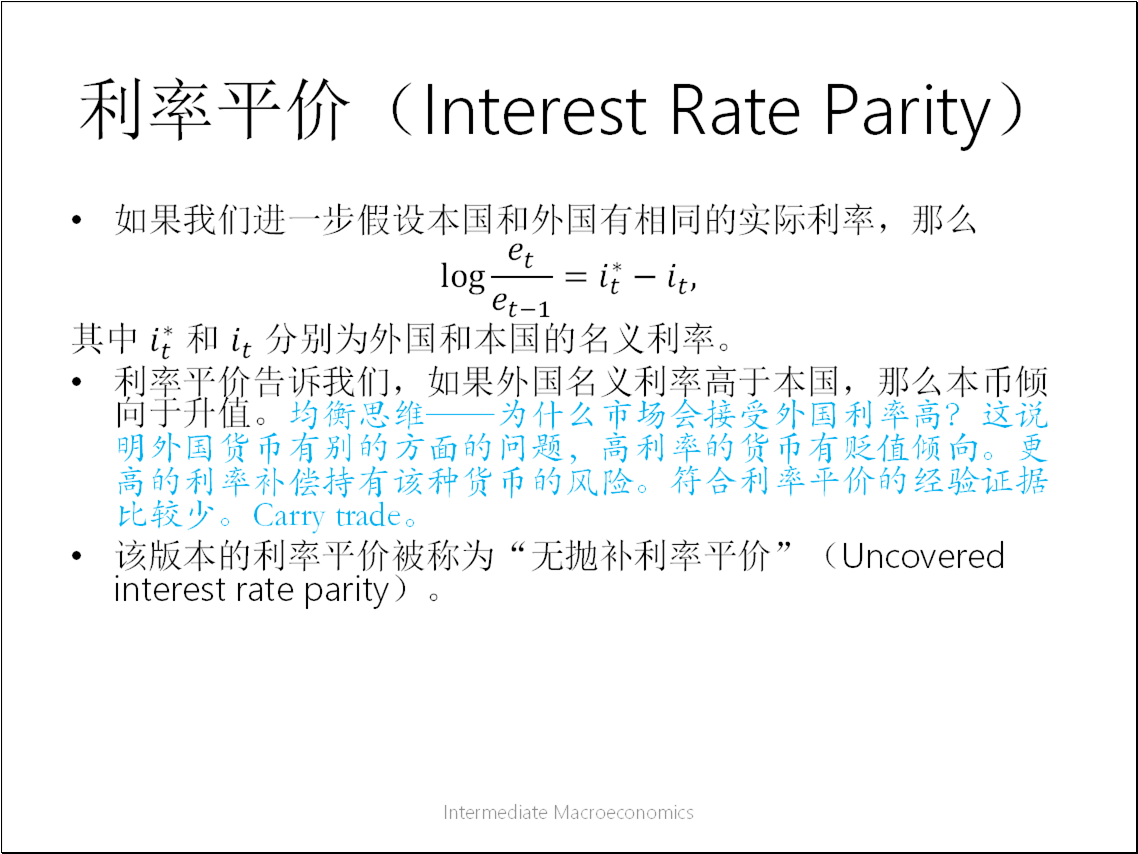 利率平价（Interest Rate Parity）
• 如果我们进一步假设本国和外国有相同的实际利率，那么
log e_t / e_{t−1} = i_t^* − i_t,
其中 i_t^* 和 i_t 分别为外国和本国的名义利率。
• 利率平价告诉我们，如果外国名义利率高于本国，那么本币倾
向于升值。均衡思维——为什么市场会接受外国利率高？这说
明外国货币有别的方面的问题，高利率的货币有贬值倾向。更
高的利率补偿持有该种货币的风险。符合利率平价的经验证据
比较少。Carry trade。
• 该版本的利率平价被称为“无抛补利率平价”（Uncovered
interest rate parity）。
Intermediate Macroeconomics